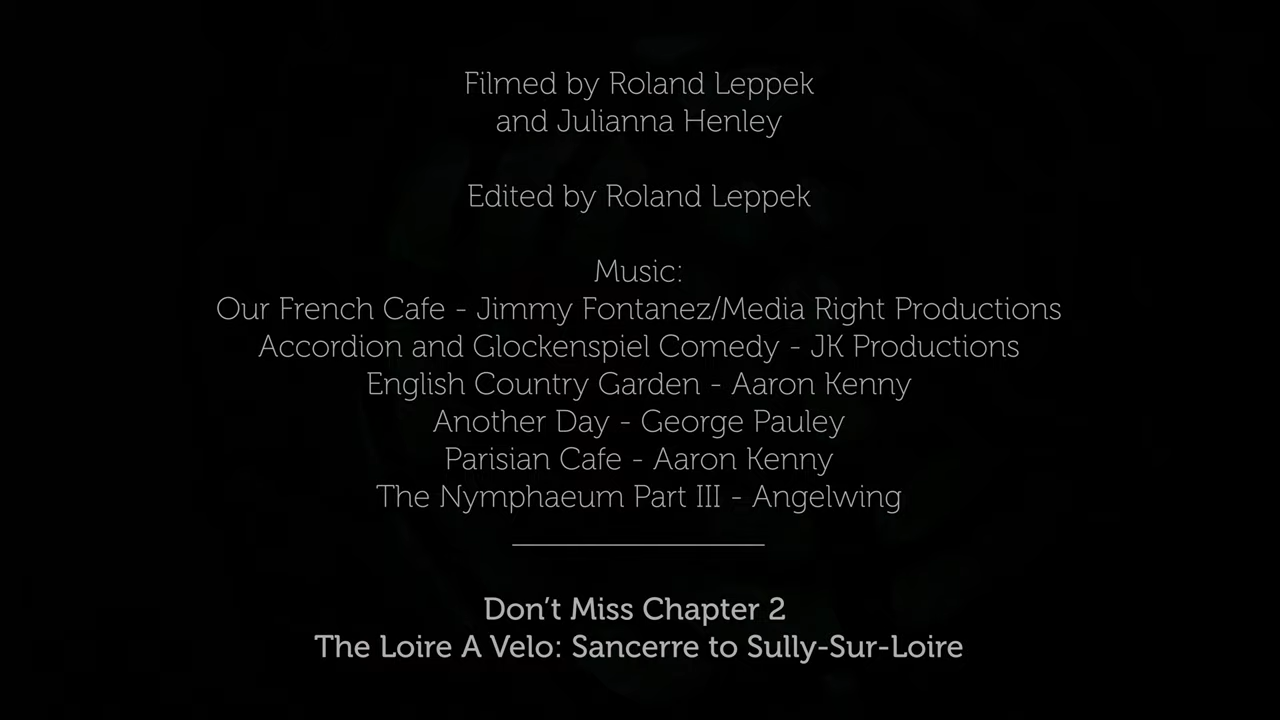 Filmed by Roland Leppek
and Julianna Henley
Edited by Roland Leppek
Music:
Our French Cafe - Jimmy Fontanez/Media Right Productions
Accordion and Glockenspiel Comedy - JK Productions
English Country Garden - Aaron Kenny
Another Day - George Pauley
Parisian Cafe - Aaron Kenny
The Nymphaeum Part III - Angelwing
Don’t Miss Chapter 2
The Loire A Velo: Sancerre to Sully-Sur-Loire